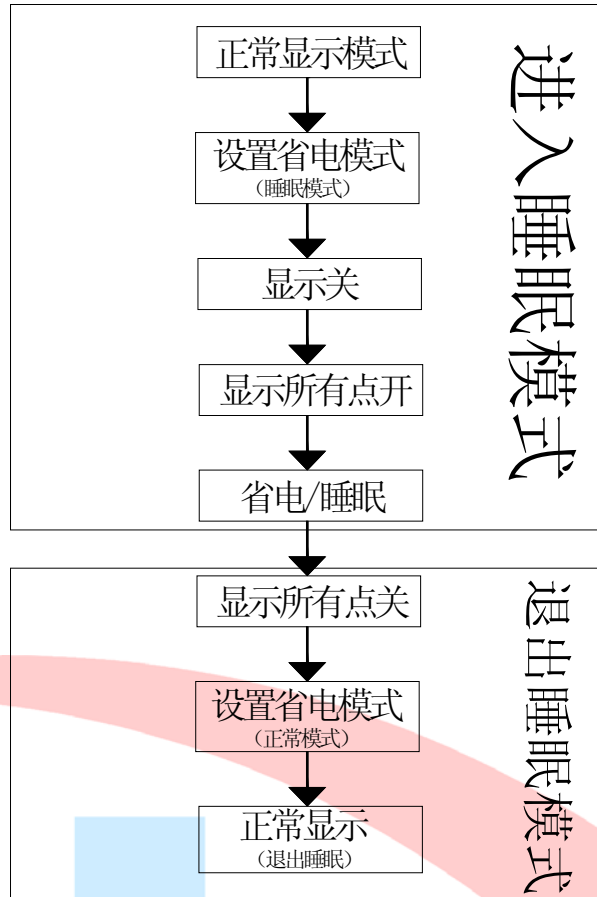 正常显示模式
设置省电模式
（睡眠模式）
显示关
显示所有点开
省电/睡眠
进入睡眠模式
显示所有点关
设置省电模式
（正常模式）
正常显示
（退出睡眠）
退出睡眠模式